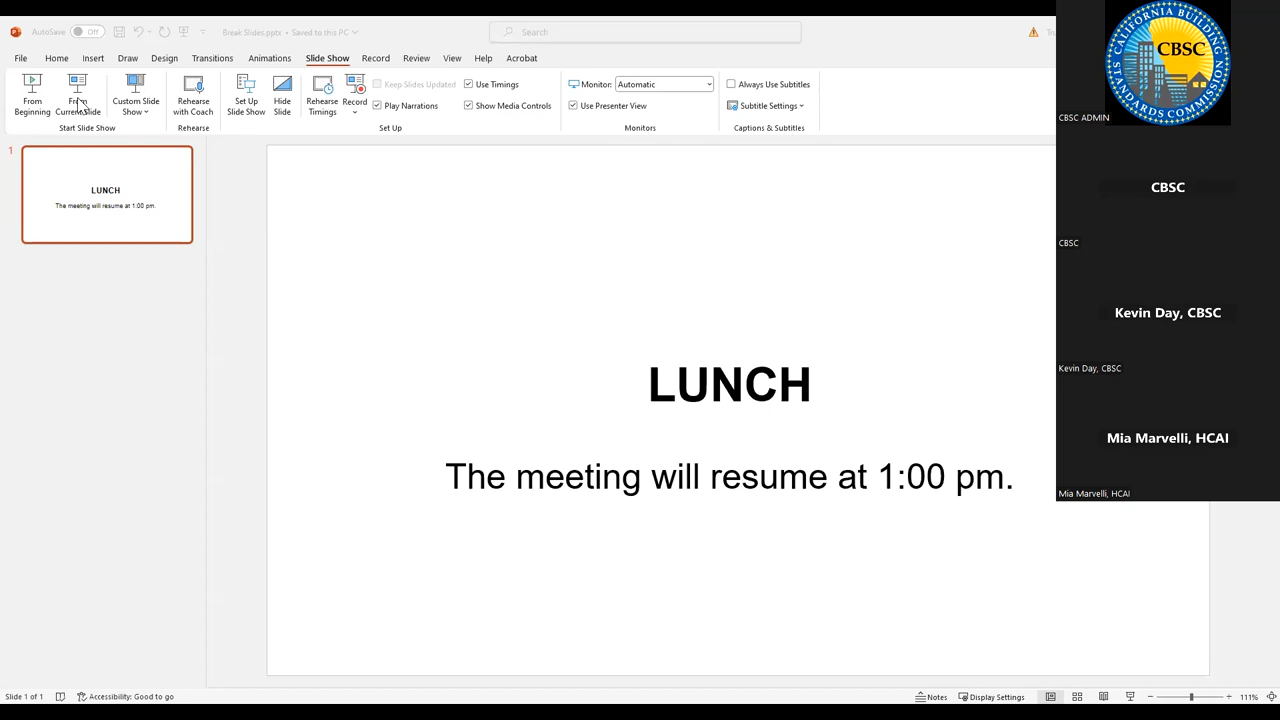 AutoSave Off Break Slides.pptx • Saved to this PC Search
File Home Insert Draw Design Transitions Animations Slide Show Record Review View Help Acrobat
From Beginning
From Current Slide
Custom Slide Show
Start Slide Show
Rehearse with Coach
Rehearse
Set Up Slide Show
Hide Slide
Rehearse Timings
Record
Keep Slides Updated
Play Narrations
Use Timings
Show Media Controls
Set Up
Monitor: Automatic
Use Presenter View
Monitors
Always Use Subtitles
Subtitle Settings
Captions & Subtitles
1
LUNCH
The meeting will resume at 1:00 pm.
LUNCH
The meeting will resume at 1:00 pm.
CALIFORNIA BUILDING STANDARDS COMMISSION
CBSC
CBSC ADMIN
CBSC
CBSC
Kevin Day, CBSC
Kevin Day, CBSC
Mia Marvelli, HCAI
Mia Marvelli, HCAI
Slide 1 of 1 Accessibility: Good to go Notes Display Settings 111%